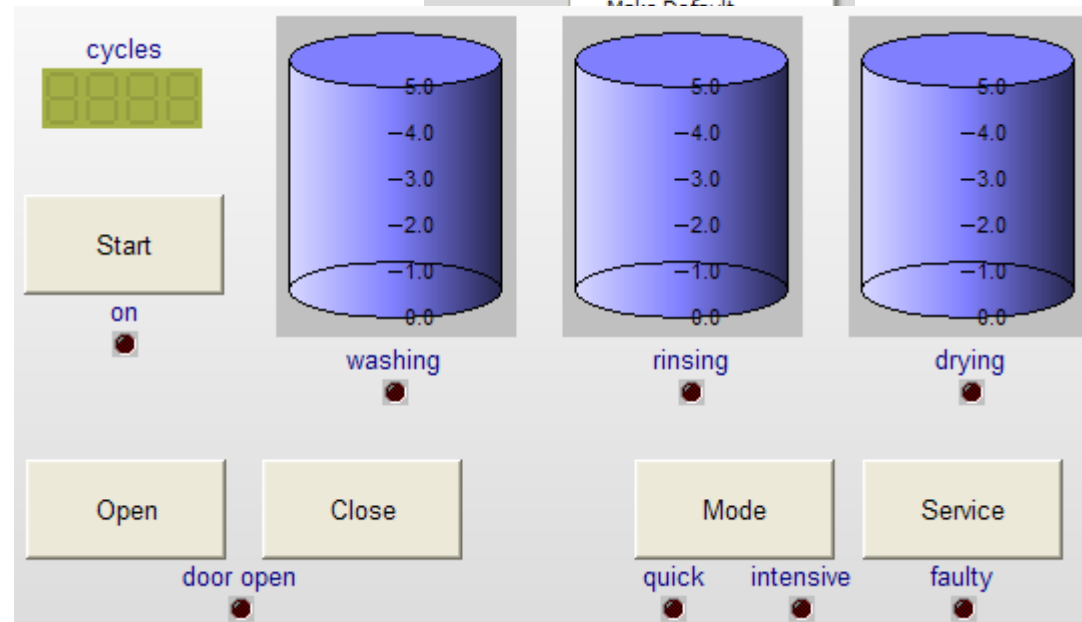 Make Default
cycles
5.0 5.0 5.0
4.0 4.0 4.0
3.0 3.0 3.0
Start 2.0 2.0 2.0
1.0 1.0 1.0
on 0.0 0.0 0.0
washing rinsing drying
Open Close Mode Service
door open quick intensive faulty